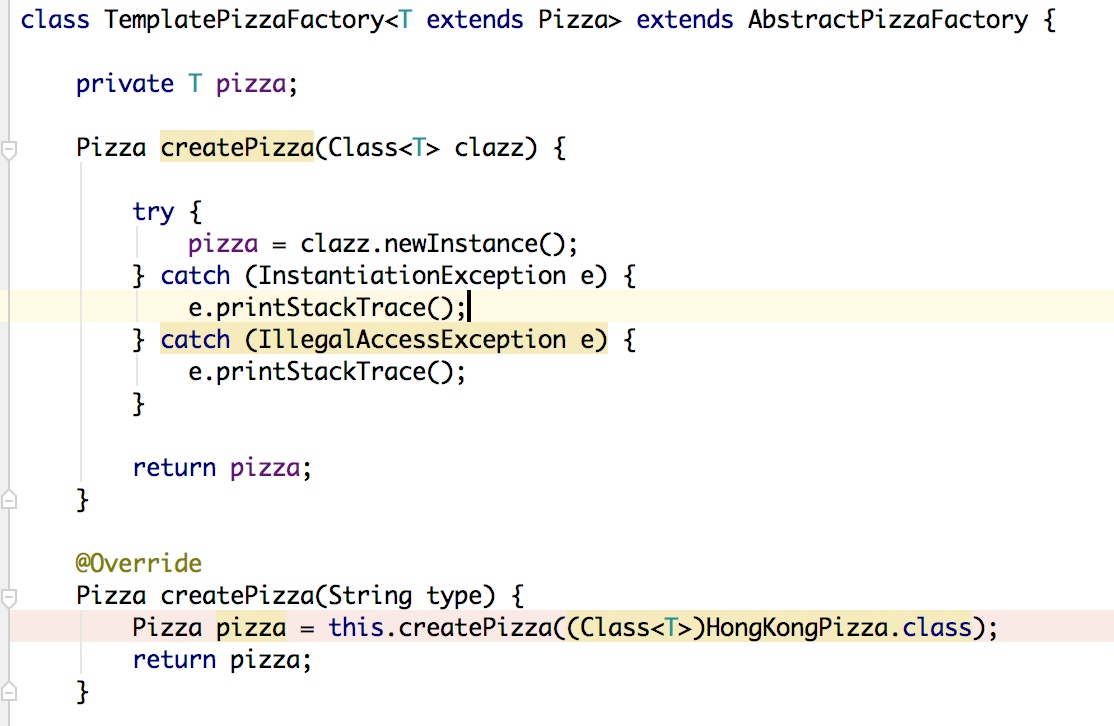 class TemplatePizzaFactory<T extends Pizza> extends AbstractPizzaFactory {
private T pizza;
Pizza createPizza(Class<T> clazz) {
try {
pizza = clazz.newInstance();
} catch (InstantiationException e) {
e.printStackTrace();
} catch (IllegalAccessException e) {
e.printStackTrace();
}
return pizza;
}
@Override
Pizza createPizza(String type) {
Pizza pizza = this.createPizza((Class<T>)HongKongPizza.class);
return pizza;
}